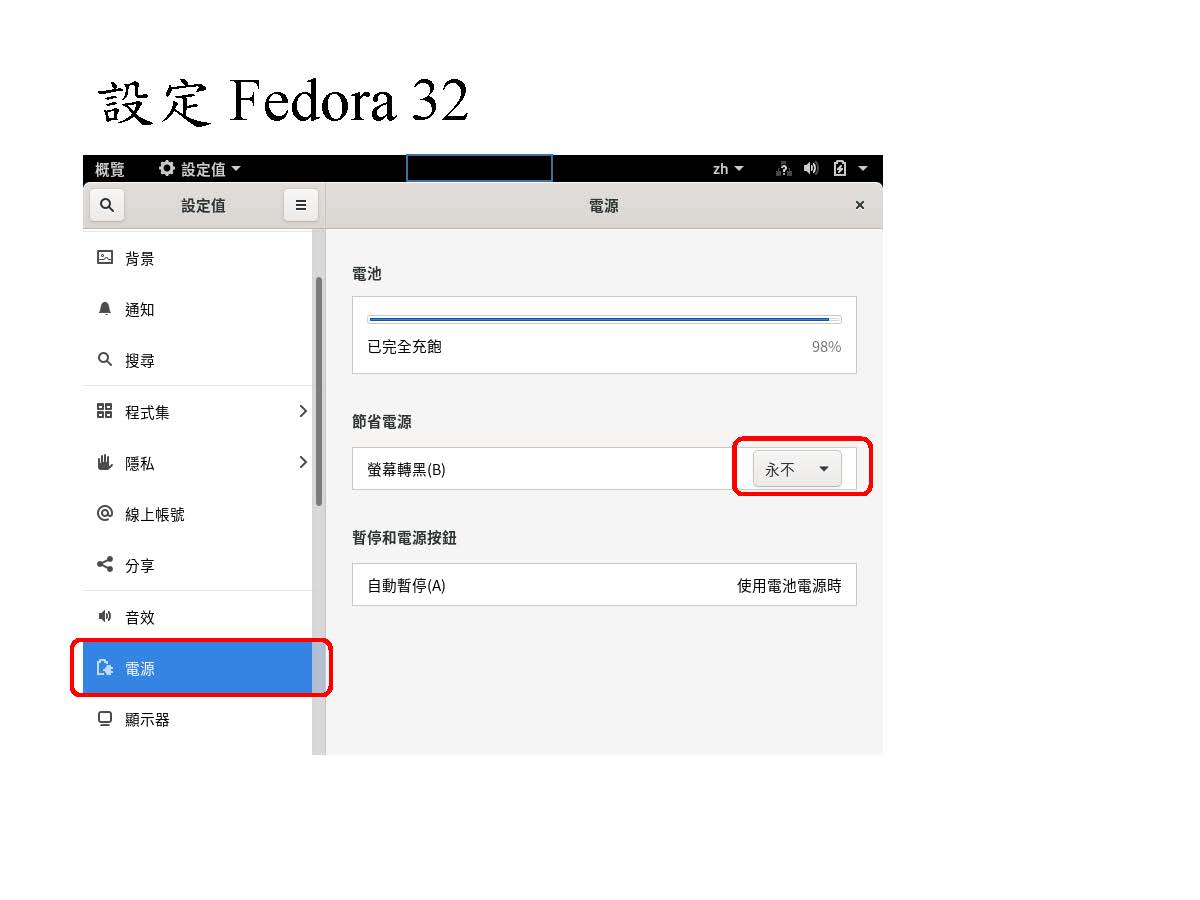 設定 Fedora 32
概覽 設定值 zh
設定值 電源
背景
通知
搜尋
程式集
隱私
線上帳號
分享
音效
電源
顯示器
電池
已完全充飽 98%
節省電源
螢幕轉黑(B) 永不
暫停和電源按鈕
自動暫停(A) 使用電池電源時